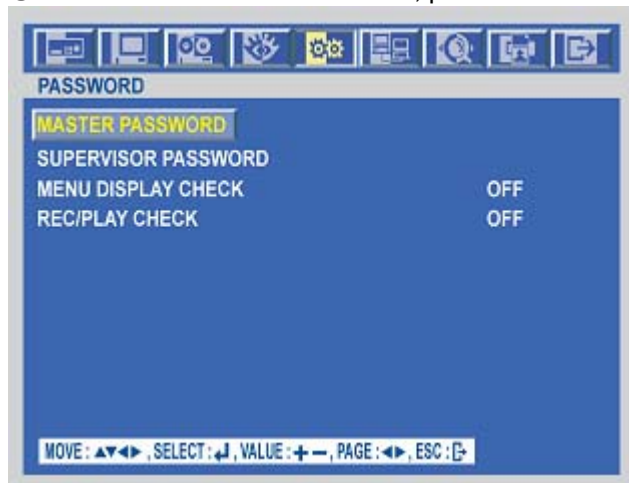 PASSWORD
MASTER PASSWORD
SUPERVISOR PASSWORD
MENU DISPLAY CHECK OFF
REC/PLAY CHECK OFF
MOVE : ▲▼◀▶ , SELECT : ↲ , VALUE : + − , PAGE : ◀▶ , ESC :